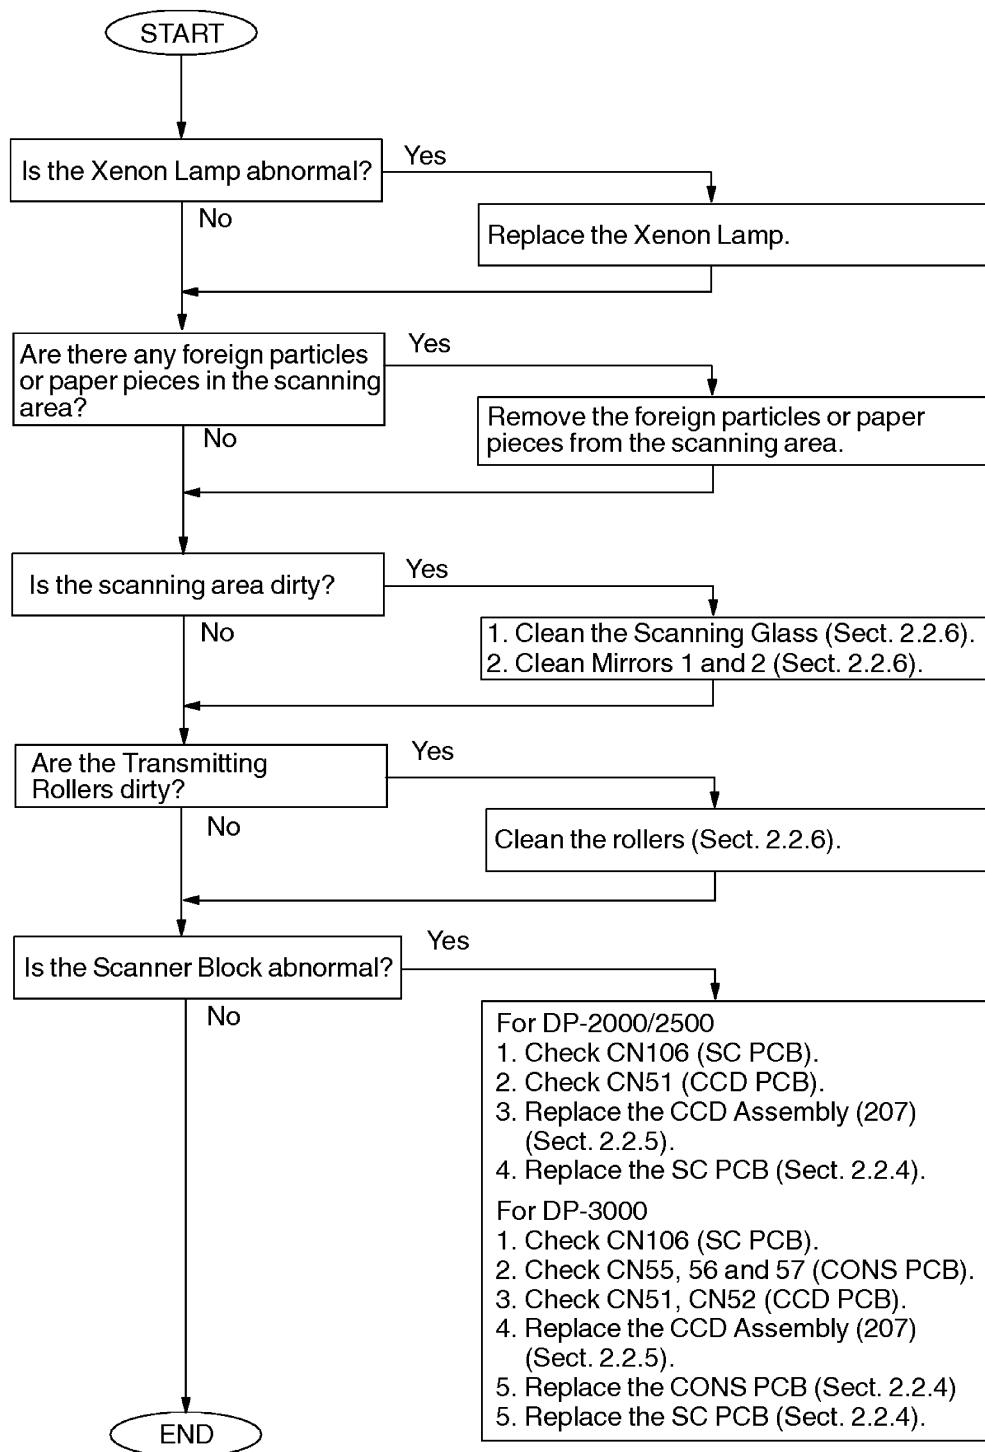 START
Is the Xenon Lamp abnormal?
Yes
No
Replace the Xenon Lamp.
Are there any foreign particles
or paper pieces in the scanning
area?
Yes
No
Remove the foreign particles or paper
pieces from the scanning area.
Is the scanning area dirty?
Yes
No
1. Clean the Scanning Glass (Sect. 2.2.6).
2. Clean Mirrors 1 and 2 (Sect. 2.2.6).
Are the Transmitting
Rollers dirty?
Yes
No
Clean the rollers (Sect. 2.2.6).
Is the Scanner Block abnormal?
Yes
No
For DP-2000/2500
1. Check CN106 (SC PCB).
2. Check CN51 (CCD PCB).
3. Replace the CCD Assembly (207)
(Sect. 2.2.5).
4. Replace the SC PCB (Sect. 2.2.4).
For DP-3000
1. Check CN106 (SC PCB).
2. Check CN55, 56 and 57 (CONS PCB).
3. Check CN51, CN52 (CCD PCB).
4. Replace the CCD Assembly (207)
(Sect. 2.2.5).
5. Replace the CONS PCB (Sect. 2.2.4)
5. Replace the SC PCB (Sect. 2.2.4).
END